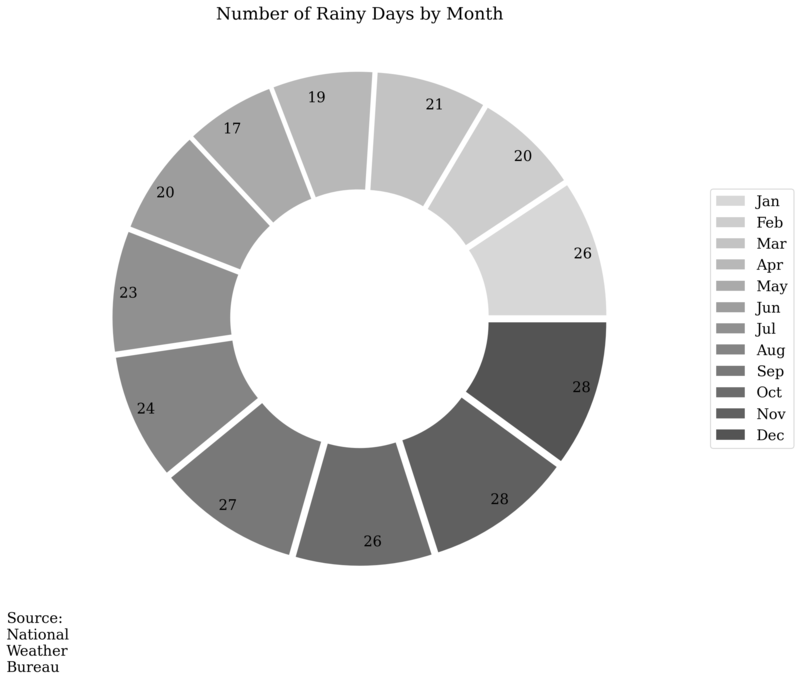 Number of Rainy Days by Month
19
21
17
20
20
26
23
24
28
27
28
26
Jan
Feb
Mar
Apr
May
Jun
Jul
Aug
Sep
Oct
Nov
Dec
Source:
National
Weather
Bureau